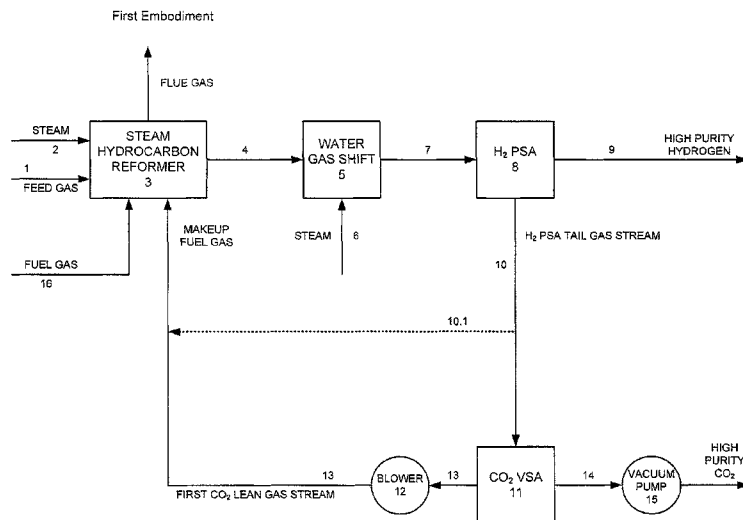 First Embodiment
FLUE GAS
STEAM
2
1
FEED GAS
STEAM
HYDROCARBON
REFORMER
3
4
WATER
GAS SHIFT
5
7
H2 PSA
8
9
HIGH PURITY
HYDROGEN
MAKEUP
FUEL GAS
FUEL GAS
16
STEAM
6
H2 PSA TAIL GAS STREAM
10
10.1
13
FIRST CO2 LEAN GAS STREAM
BLOWER
12
13
CO2 VSA
11
14
VACUUM
PUMP
15
HIGH
PURITY
CO2